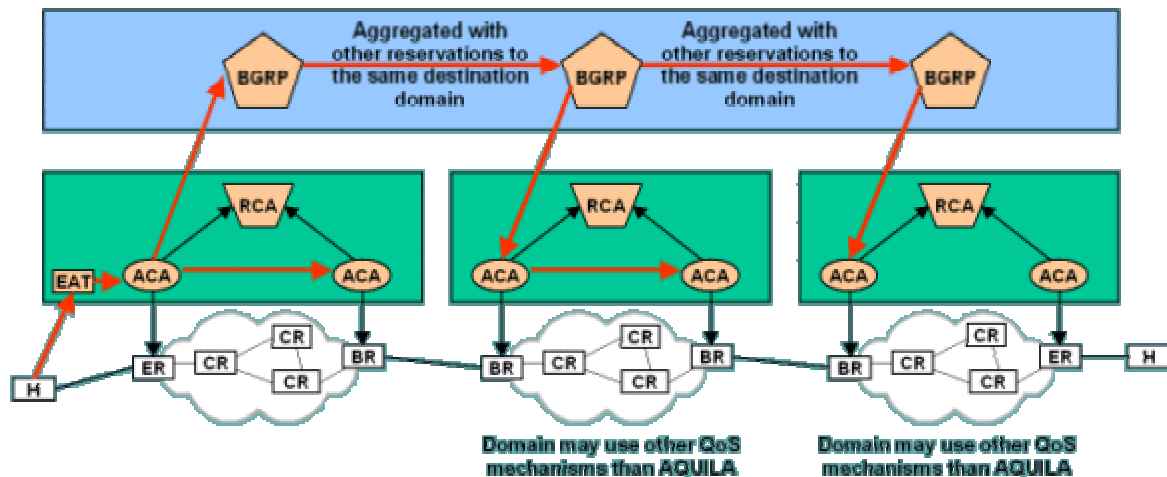 Aggregated with
other reservations to
the same destination
domain
Aggregated with
other reservations to
the same destination
domain
BGRP
BGRP
BGRP
RCA
RCA
RCA
EAT
ACA
ACA
ACA
ACA
ACA
ACA
H
ER
CR
CR
CR
BR
BR
CR
CR
CR
BR
BR
CR
CR
CR
ER
H
Domain may use other QoS
mechanisms than AQUILA
Domain may use other QoS
mechanisms than AQUILA